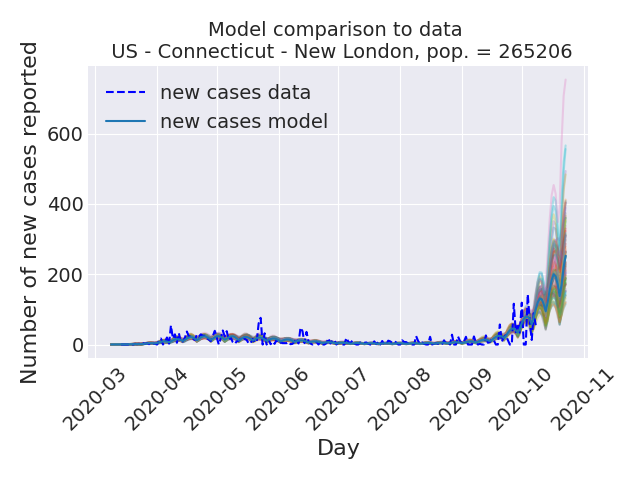 Model comparison to data
US - Connecticut - New London, pop. = 265206
new cases data
new cases model
Number of new cases reported
600
400
200
0
2020-03
2020-04
2020-05
2020-06
2020-07
2020-08
2020-09
2020-10
2020-11
Day